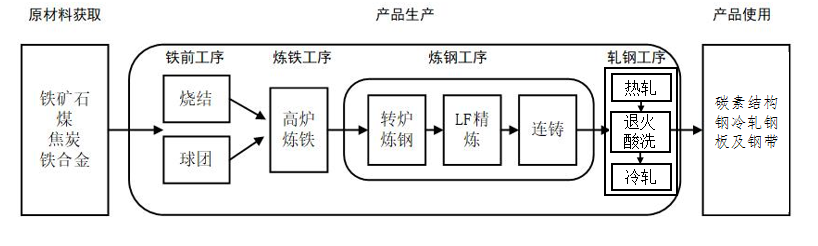 原材料获取
产品生产
产品使用
铁前工序
炼铁工序
炼钢工序
轧钢工序
铁矿石
煤
焦炭
铁合金
烧结
球团
高炉
炼铁
转炉
炼钢
LF精
炼
连铸
热轧
退火
酸洗
冷轧
碳素结构
钢冷轧钢
板及钢带